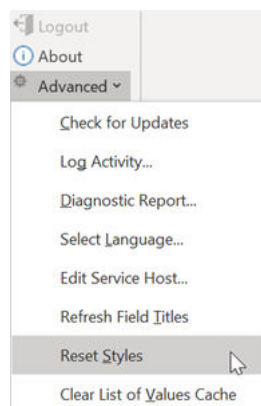 Logout
About
Advanced
Check for Updates
Log Activity...
Diagnostic Report...
Select Language...
Edit Service Host...
Refresh Field Titles
Reset Styles
Clear List of Values Cache